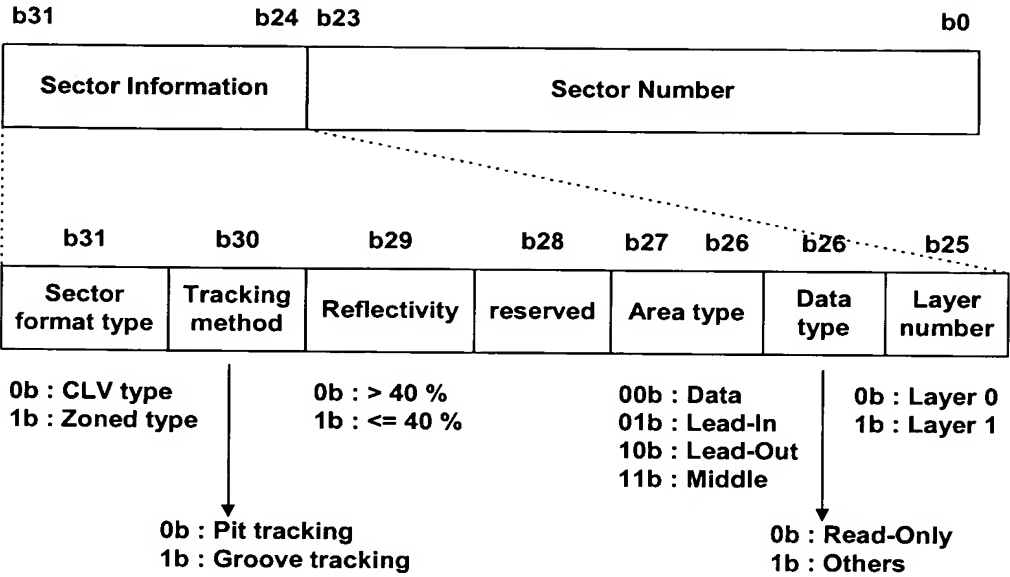 b31 b24 b23 b0
Sector Information Sector Number
b31 b30 b29 b28 b27 b26 b26 b25
Sector format type Tracking method Reflectivity reserved Area type Data type Layer number
0b : CLV type
1b : Zoned type
0b : > 40 %
1b : <= 40 %
00b : Data
01b : Lead-In
10b : Lead-Out
11b : Middle
0b : Layer 0
1b : Layer 1
0b : Pit tracking
1b : Groove tracking
0b : Read-Only
1b : Others